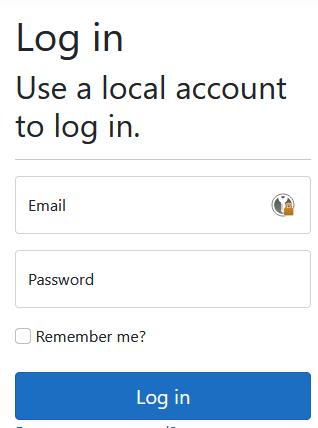 Log in
Use a local account
to log in.
Email
Password
Remember me?
Log in